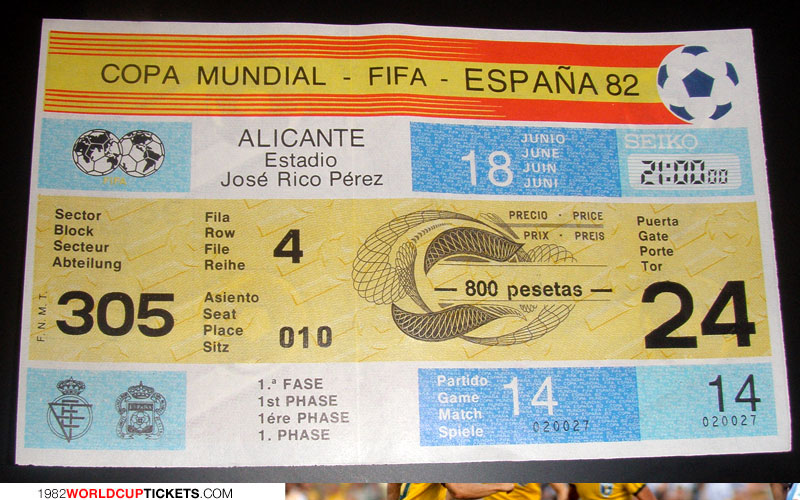 COPA MUNDIAL - FIFA - ESPAÑA 82
ALICANTE
Estadio
José Rico Pérez
18
JUNIO
JUNE
JUIN
JUNI
SEIKO
21:00:00
FIFA
Sector
Block
Secteur
Abteilung
305
Fila
Row
File
Reihe
4
Asiento
Seat
Place
Sitz
010
PRECIO · PRICE
PRIX · PREIS
— 800 pesetas —
Puerta
Gate
Porte
Tor
24
F. N. M. T.
ESPAÑA
1.ª FASE
1st PHASE
1ére PHASE
1. PHASE
Partido
Game
Match
Spiele
14
020027
14
020027
1982WORLDCUPTICKETS.COM